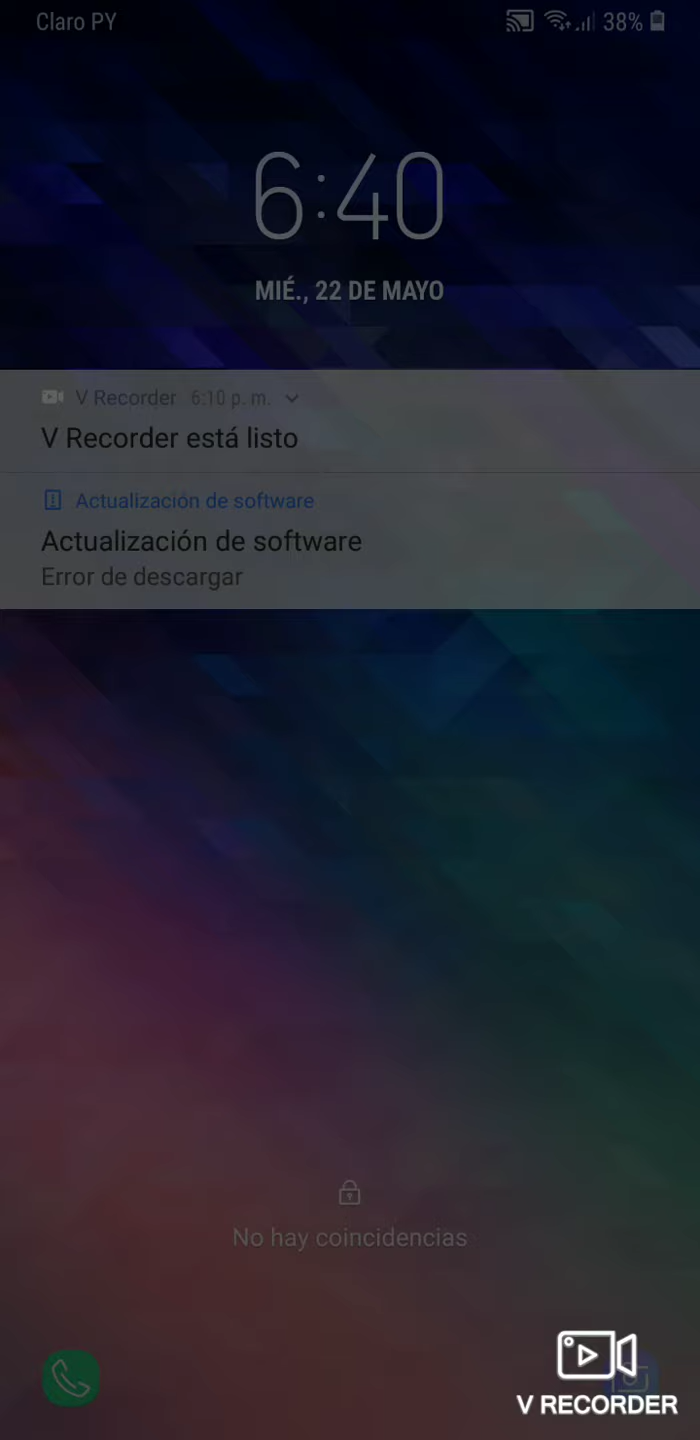 Claro PY
38%
6:40
MIÉ., 22 DE MAYO
V Recorder 6:10 p. m.
V Recorder está listo
Actualización de software
Actualización de software
Error de descargar
No hay coincidencias
V RECORDER